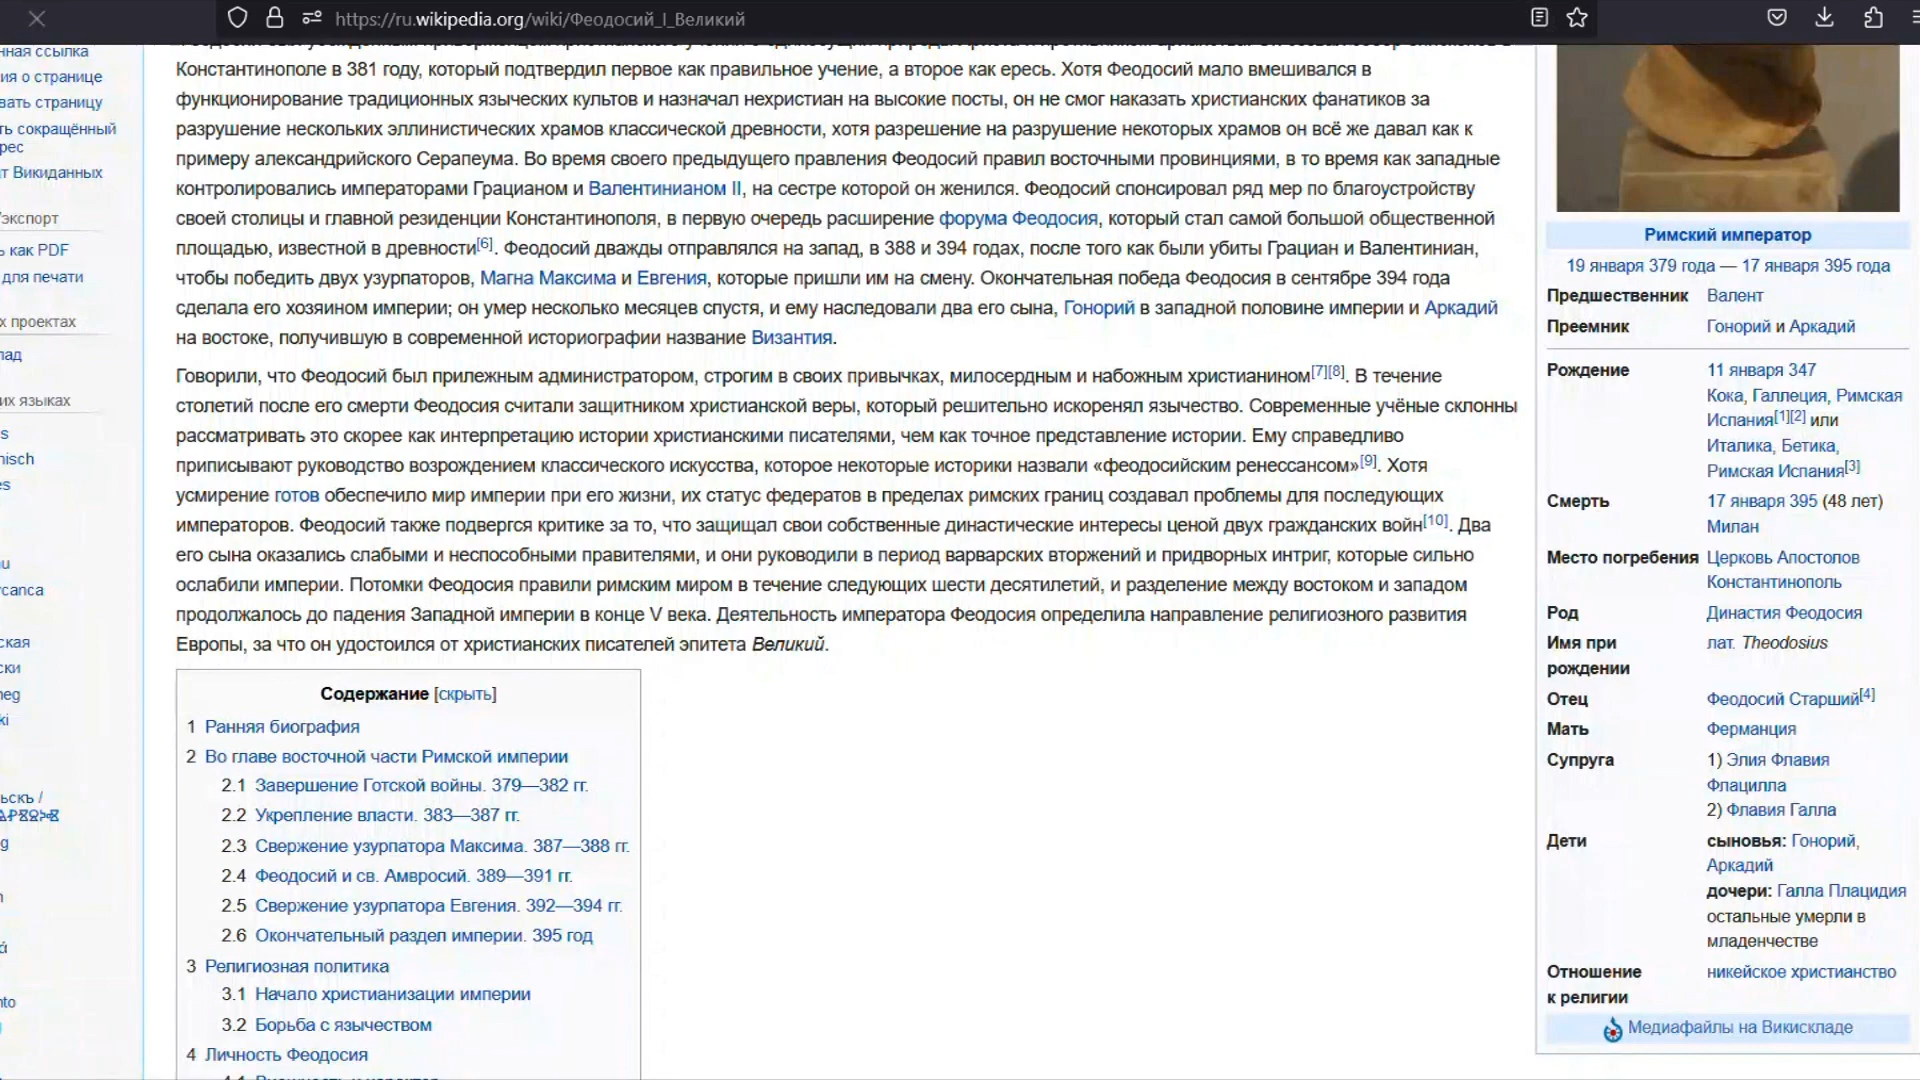 https://ru.wikipedia.org/wiki/Феодосий_I_Великий
нная ссылка
ия о странице
вать страницу
ть сокращённый
рес
т Викиданных
/экспорт
ь как PDF
для печати
х проектах
лад
их языках
s
nisch
es
u
/canca
ская
ски
neg
ki
ьскъ /
g
n
á
nto
Константинополе в 381 году, который подтвердил первое как правильное учение, а второе как ересь. Хотя Феодосий мало вмешивался в
функционирование традиционных языческих культов и назначал нехристиан на высокие посты, он не смог наказать христианских фанатиков за
разрушение нескольких эллинистических храмов классической древности, хотя разрешение на разрушение некоторых храмов он всё же давал как к
примеру александрийского Серапеума. Во время своего предыдущего правления Феодосий правил восточными провинциями, в то время как западные
контролировались императорами Грацианом и Валентинианом II, на сестре которой он женился. Феодосий спонсировал ряд мер по благоустройству
своей столицы и главной резиденции Константинополя, в первую очередь расширение форума Феодосия, который стал самой большой общественной
площадью, известной в древности[6]. Феодосий дважды отправлялся на запад, в 388 и 394 годах, после того как были убиты Грациан и Валентиниан,
чтобы победить двух узурпаторов, Магна Максима и Евгения, которые пришли им на смену. Окончательная победа Феодосия в сентябре 394 года
сделала его хозяином империи; он умер несколько месяцев спустя, и ему наследовали два его сына, Гонорий в западной половине империи и Аркадий
на востоке, получившую в современной историографии название Византия.
Говорили, что Феодосий был прилежным администратором, строгим в своих привычках, милосердным и набожным христианином[7][8]. В течение
столетий после его смерти Феодосия считали защитником христианской веры, который решительно искоренял язычество. Современные учёные склонны
рассматривать это скорее как интерпретацию истории христианскими писателями, чем как точное представление истории. Ему справедливо
приписывают руководство возрождением классического искусства, которое некоторые историки назвали «феодосийским ренессансом»[9]. Хотя
усмирение готов обеспечило мир империи при его жизни, их статус федератов в пределах римских границ создавал проблемы для последующих
императоров. Феодосий также подвергся критике за то, что защищал свои собственные династические интересы ценой двух гражданских войн[10]. Два
его сына оказались слабыми и неспособными правителями, и они руководили в период варварских вторжений и придворных интриг, которые сильно
ослабили империи. Потомки Феодосия правили римским миром в течение следующих шести десятилетий, и разделение между востоком и западом
продолжалось до падения Западной империи в конце V века. Деятельность императора Феодосия определила направление религиозного развития
Европы, за что он удостоился от христианских писателей эпитета Великий.
Содержание [скрыть]
1 Ранняя биография
2 Во главе восточной части Римской империи
2.1 Завершение Готской войны. 379—382 гг.
2.2 Укрепление власти. 383—387 гг.
2.3 Свержение узурпатора Максима. 387—388 гг.
2.4 Феодосий и св. Амвросий. 389—391 гг.
2.5 Свержение узурпатора Евгения. 392—394 гг.
2.6 Окончательный раздел империи. 395 год
3 Религиозная политика
3.1 Начало христианизации империи
3.2 Борьба с язычеством
4 Личность Феодосия
Римский император
19 января 379 года — 17 января 395 года
Предшественник Валент
Преемник Гонорий и Аркадий
Рождение 11 января 347
Кока, Галлеция, Римская
Испания[1][2] или
Италика, Бетика,
Римская Испания[3]
Смерть 17 января 395 (48 лет)
Милан
Место погребения Церковь Апостолов
Константинополь
Род Династия Феодосия
Имя при лат. Theodosius
рождении
Отец Феодосий Старший[4]
Мать Ферманция
Супруга 1) Элия Флавия
Флацилла
2) Флавия Галла
Дети сыновья: Гонорий,
Аркадий
дочери: Галла Плацидия
остальные умерли в
младенчестве
Отношение никейское христианство
к религии
Медиафайлы на Викискладе